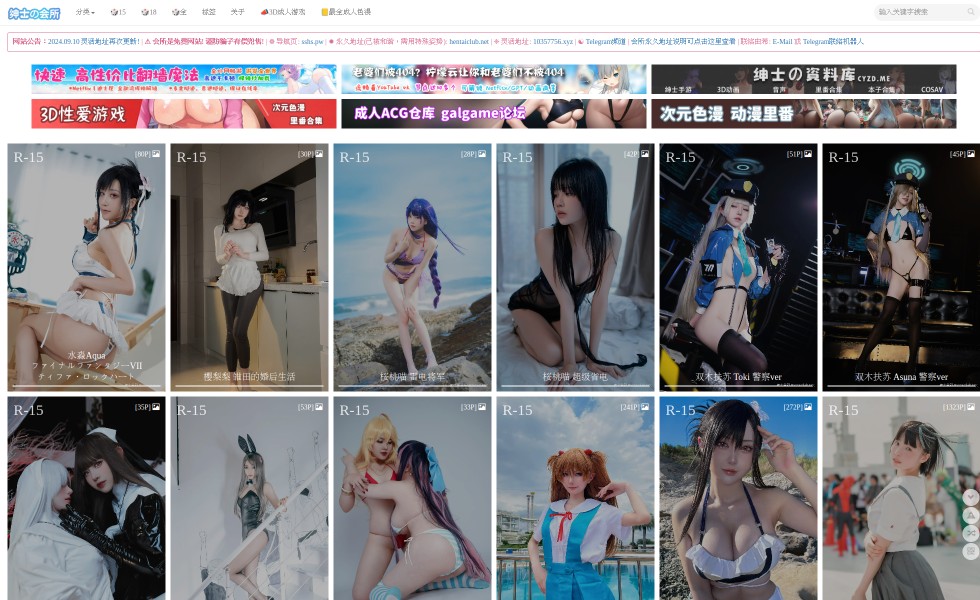 绅士の会所
分类 15 18 全 标签 关于 3D成人游戏 最全成人色漫
输入关键字搜索
网站公告：2024.09.10 灵活地址再次更新! | 会所是免费网站! 谨防骗子有偿兜售! | 导航页: sshs.pw | 永久地址(已被和谐，需用特殊姿势): hentaiclub.net | 灵活地址: 10357756.xyz | Telegram频道 | 会所永久地址说明可点击这里查看 | 联络由邮: E-Mail 或 Telegram联络机器人
快速 高性价比翻墙魔法
老婆们被404? 柠檬云让你和老婆们不被404
绅士の资料库CYZD.ME
绅士手游 3D动画 音声 里番合集 本子合集 COSAV
3D性爱游戏
次元色漫
里番合集
成人ACG仓库 galgame论坛
次元色漫 动漫里番
R-15 [80P]
水淼Aqua
ファイナルファンタジーVII
ティファ・ロックハート
R-15 [30P]
樱梨梨 雒田的婚后生活
R-15 [28P]
桜桃喵 雷电将军
R-15 [42P]
桜桃喵 超级省电
R-15 [51P]
双木扶苏 Toki 警察ver
R-15 [45P]
双木扶苏 Asuna 警察ver
R-15 [35P]
R-15 [53P]
R-15 [33P]
R-15 [241P]
R-15 [272P]
R-15 [1323P]